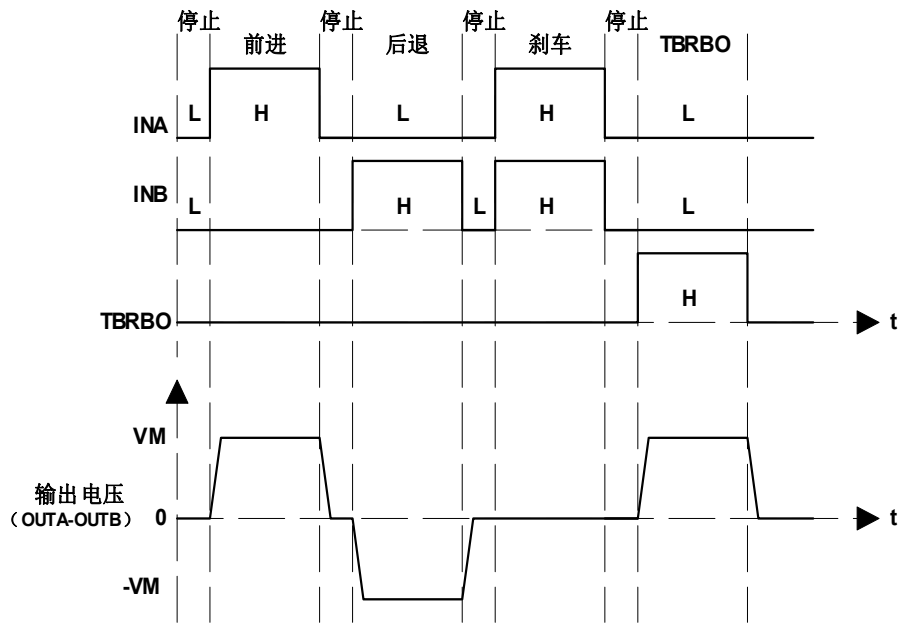 停止 停止 停止 停止
前进 后退 刹车 TBRBO
L H L H L
INA
INB
L H L H L
H
TBRBO t
VM
输出电压
（OUTA-OUTB） 0 t
-VM